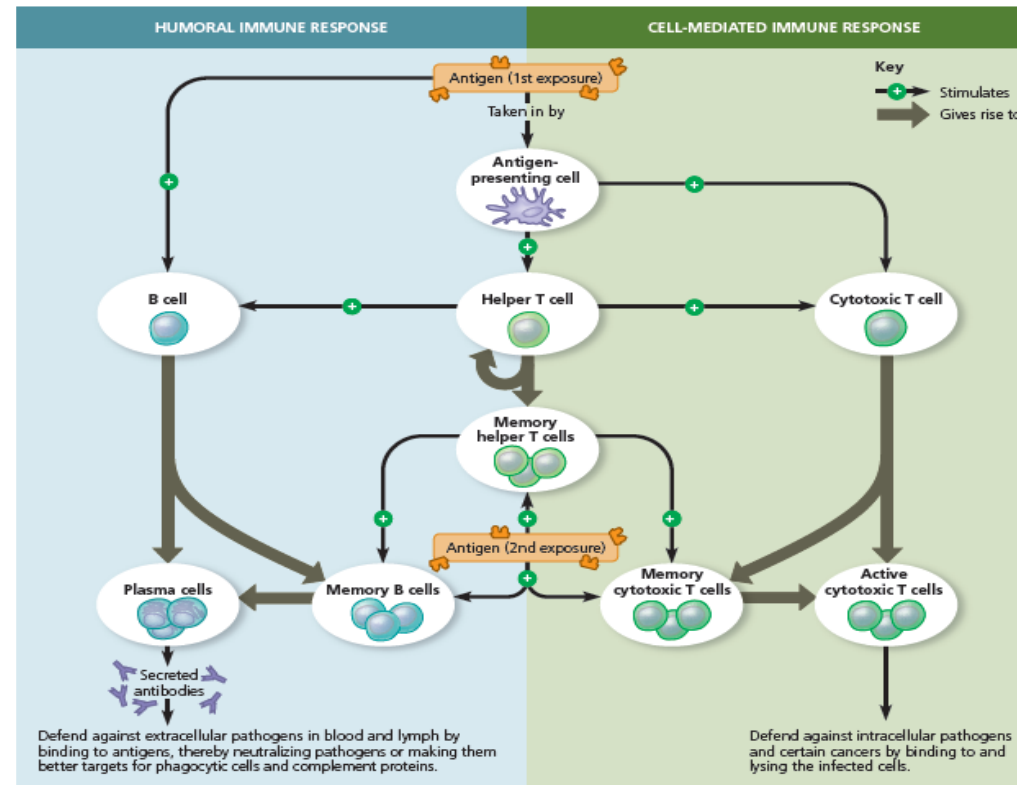 HUMORAL IMMUNE RESPONSE
CELL-MEDIATED IMMUNE RESPONSE
Antigen (1st exposure)
Key
Stimulates
Gives rise to
Taken in by
Antigen-
presenting cell
B cell
Helper T cell
Cytotoxic T cell
Memory
helper T cells
Antigen (2nd exposure)
Plasma cells
Memory B cells
Memory
cytotoxic T cells
Active
cytotoxic T cells
Secreted
antibodies
Defend against extracellular pathogens in blood and lymph by
binding to antigens, thereby neutralizing pathogens or making them
better targets for phagocytic cells and complement proteins.
Defend against intracellular pathogens
and certain cancers by binding to and
lysing the infected cells.